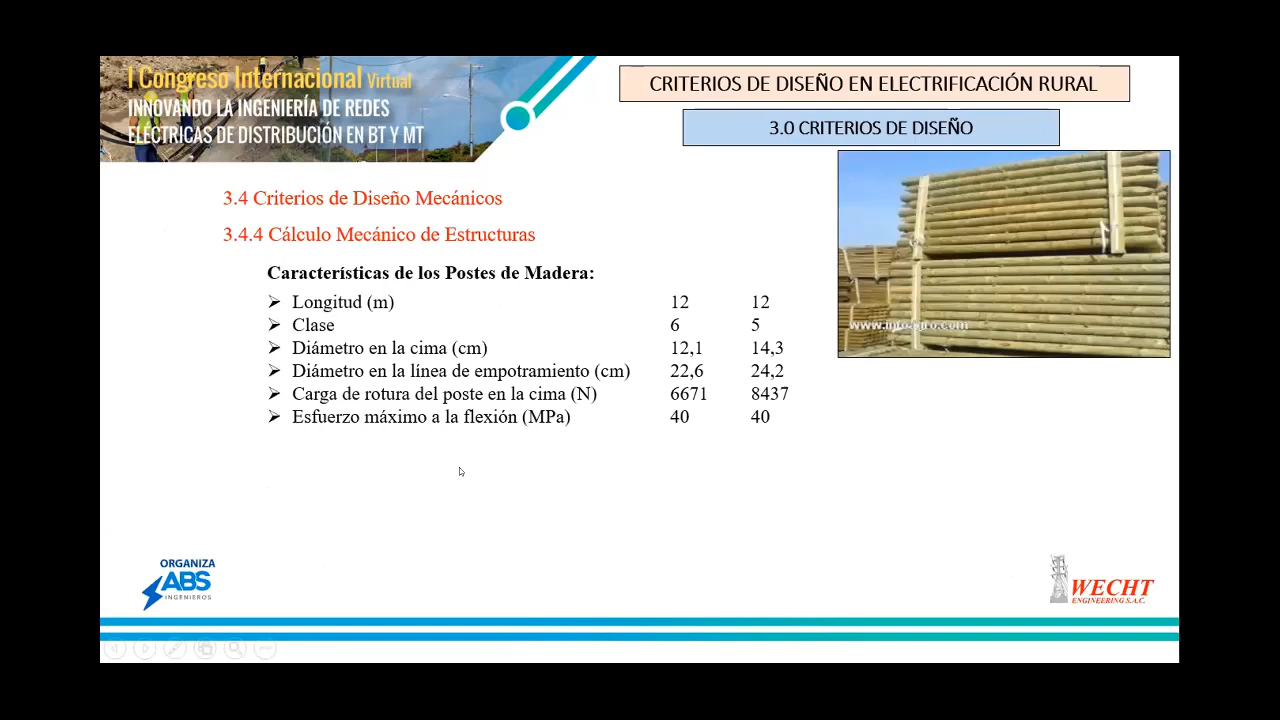 I Congreso Internacional Virtual
INNOVANDO LA INGENIERÍA DE REDES
ELÉCTRICAS DE DISTRIBUCIÓN EN BT Y MT
CRITERIOS DE DISEÑO EN ELECTRIFICACIÓN RURAL
3.0 CRITERIOS DE DISEÑO
3.4 Criterios de Diseño Mecánicos
3.4.4 Cálculo Mecánico de Estructuras
Características de los Postes de Madera:
➢ Longitud (m) 12 12
➢ Clase 6 5
➢ Diámetro en la cima (cm) 12,1 14,3
➢ Diámetro en la línea de empotramiento (cm) 22,6 24,2
➢ Carga de rotura del poste en la cima (N) 6671 8437
➢ Esfuerzo máximo a la flexión (MPa) 40 40
ORGANIZA
ABS
INGENIEROS
WECHT
ENGINEERING S.A.C.